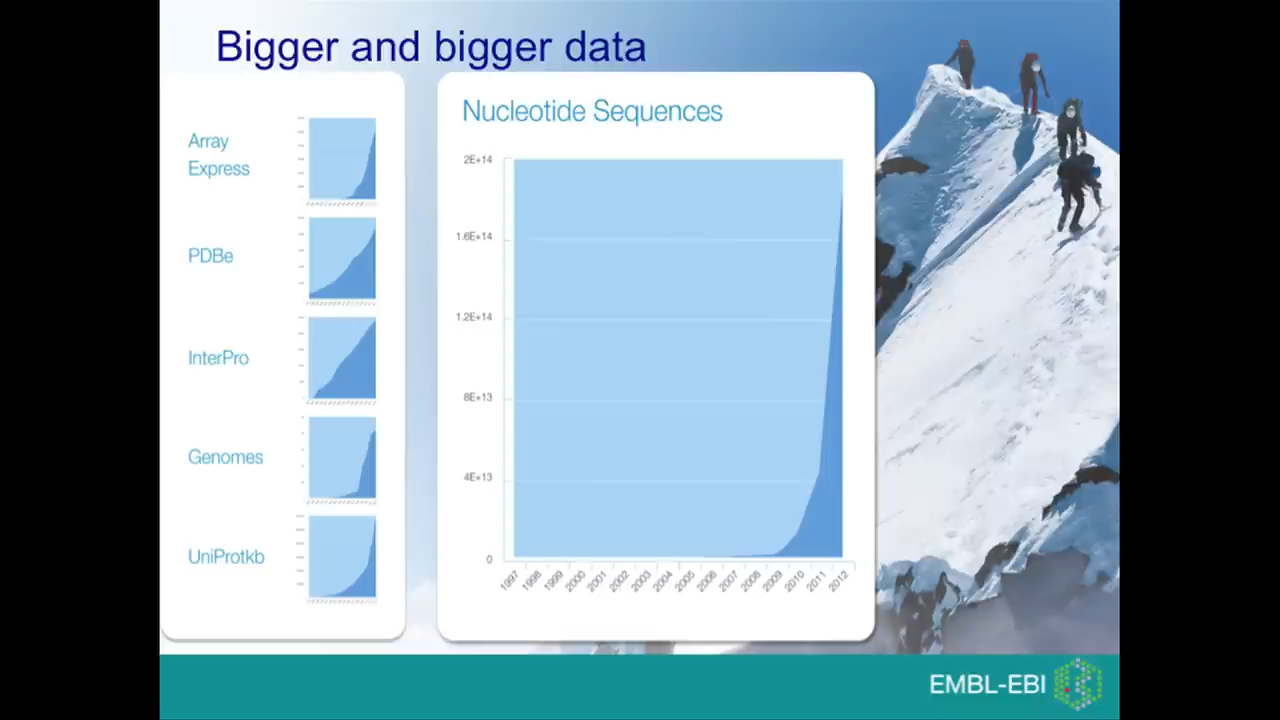 Bigger and bigger data
Array
Express
PDBe
InterPro
Genomes
UniProtkb
Nucleotide Sequences
2E+14
1.6E+14
1.2E+14
8E+13
4E+13
0
1997
1998
1999
2000
2001
2002
2003
2004
2005
2006
2007
2008
2009
2010
2011
2012
EMBL-EBI